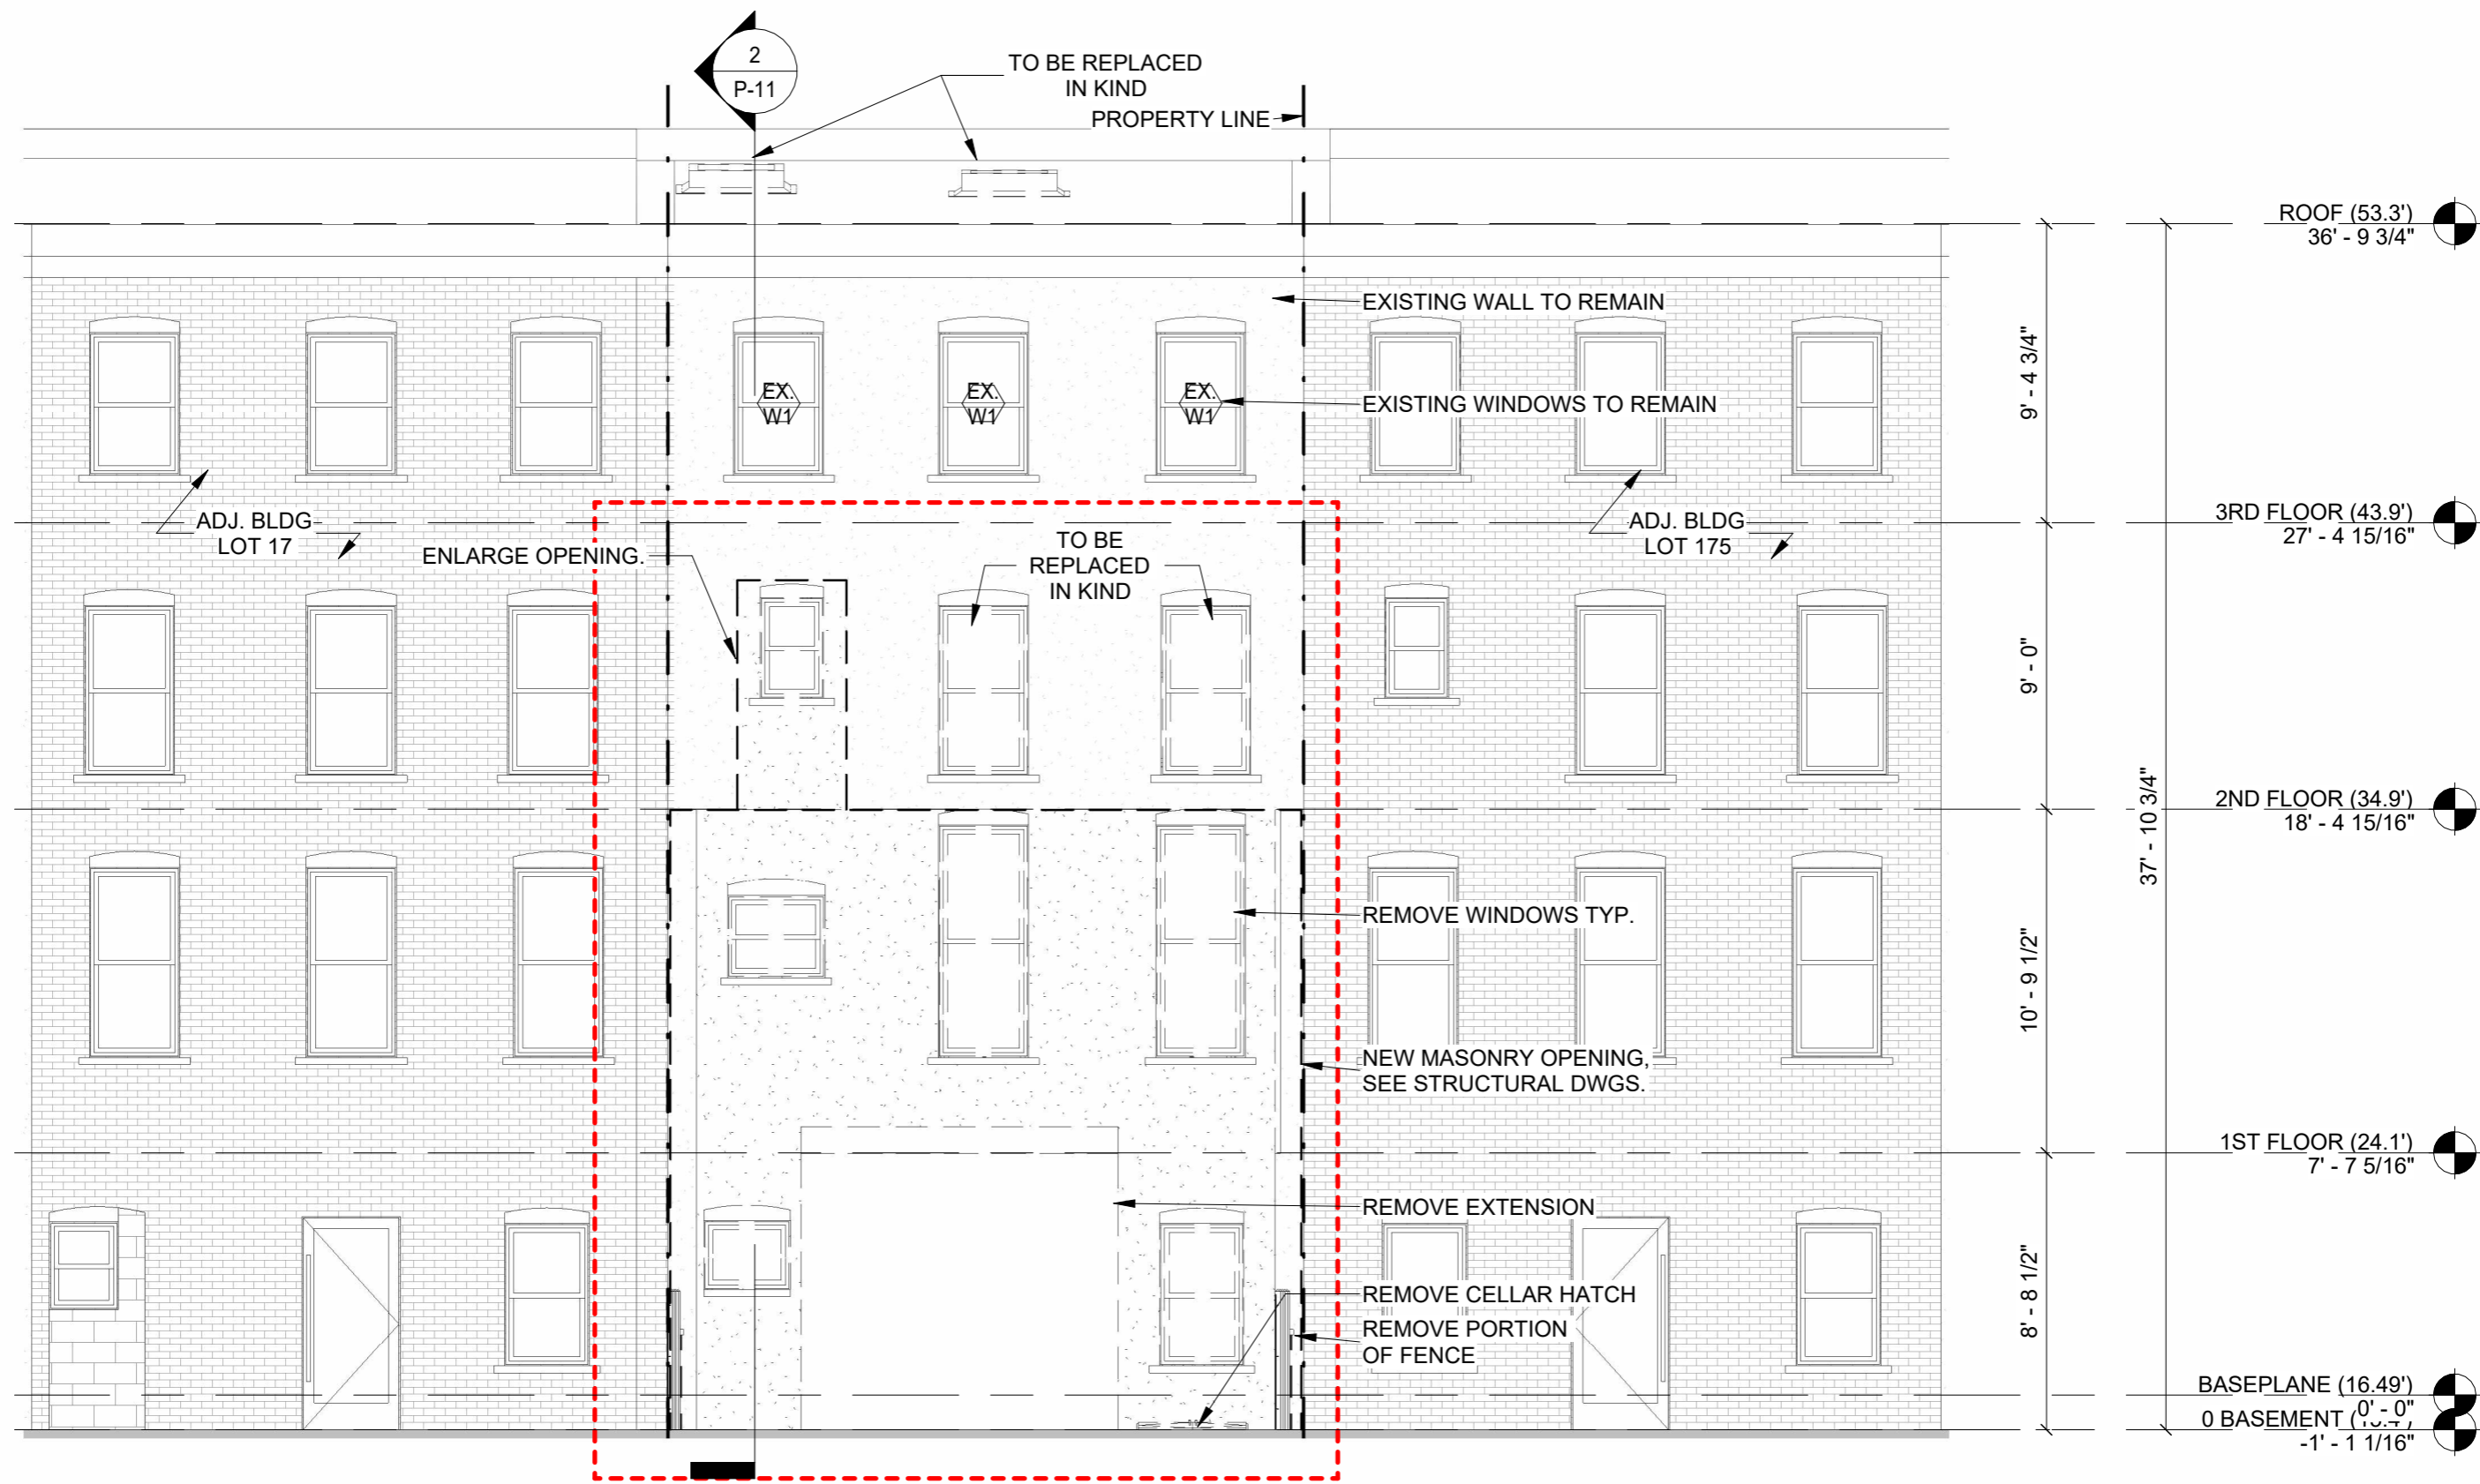 2
P-11
TO BE REPLACED
IN KIND
PROPERTY LINE
ROOF (53.3')
36' - 9 3/4"
EXISTING WALL TO REMAIN
EX.
W1
EX.
W1
EX.
W1
EXISTING WINDOWS TO REMAIN
9' - 4 3/4"
ADJ. BLDG
LOT 17
ADJ. BLDG
LOT 175
3RD FLOOR (43.9')
27' - 4 15/16"
ENLARGE OPENING.
TO BE
REPLACED
IN KIND
9' - 0"
37' - 10 3/4"
2ND FLOOR (34.9')
18' - 4 15/16"
REMOVE WINDOWS TYP.
10' - 9 1/2"
NEW MASONRY OPENING,
SEE STRUCTURAL DWGS.
1ST FLOOR (24.1')
7' - 7 5/16"
REMOVE EXTENSION
8' - 8 1/2"
REMOVE CELLAR HATCH
REMOVE PORTION
OF FENCE
BASEPLANE (16.49')
0' - 0"
0 BASEMENT
-1' - 1 1/16"